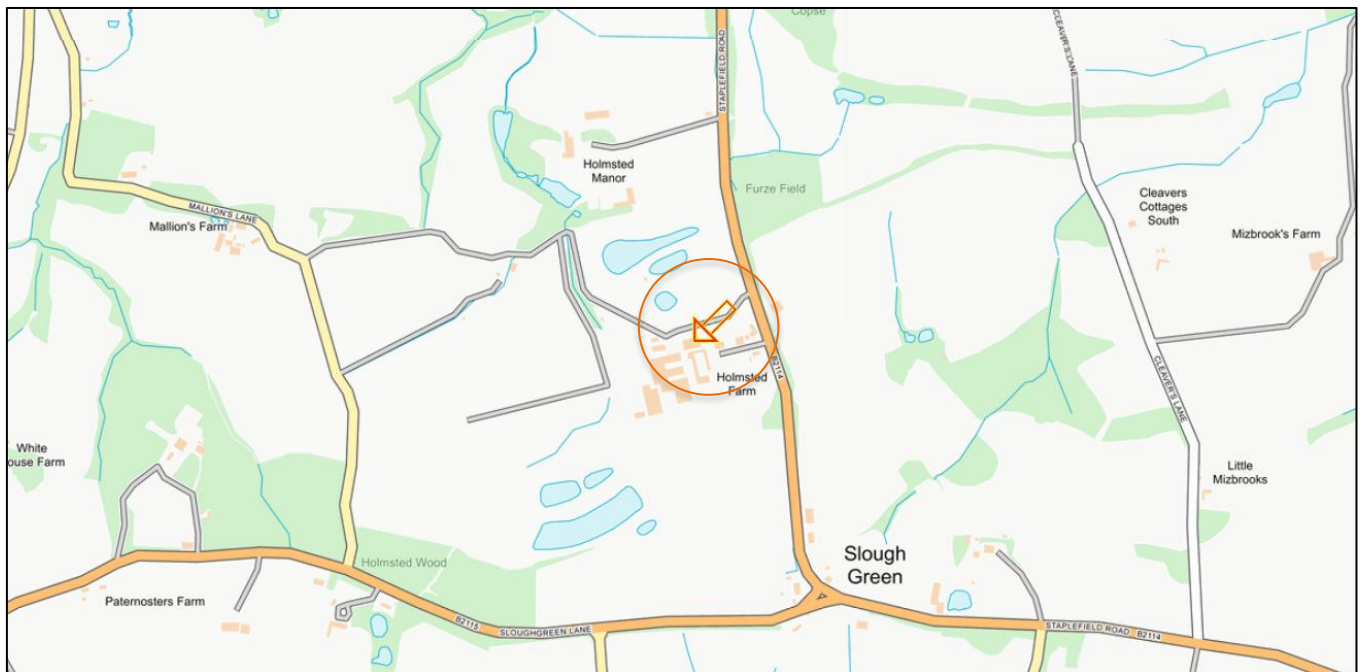 Copse
STAPLEFIELD ROAD
CLEAVER'S LANE
Holmsted
Manor
Furze Field
Cleavers
Cottages
South
MALLION'S LANE
Mallion's Farm
Mizbrook's Farm
Holmsted
Farm
B2114
CLEAVER'S LANE
White
ouse Farm
Little
Mizbrooks
Slough
Green
Holmsted Wood
Paternosters Farm
B2115
SLOUGHGREEN LANE
STAPLEFIELD ROAD B2114